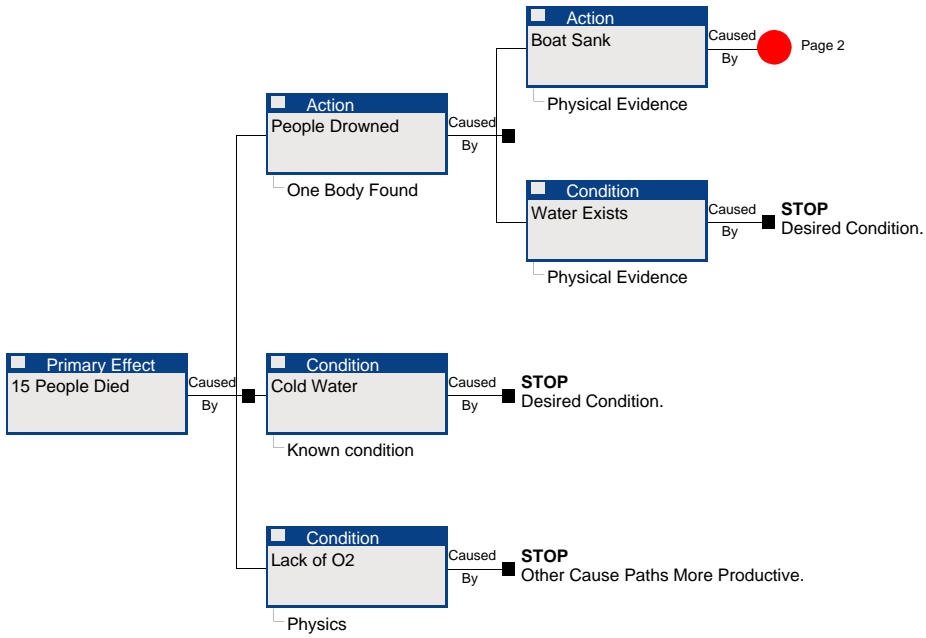 Action
Boat Sank
Caused
By
Page 2
Physical Evidence
Action
People Drowned
Caused
By
One Body Found
Condition
Water Exists
Caused
By
STOP
Desired Condition.
Physical Evidence
Primary Effect
15 People Died
Caused
By
Condition
Cold Water
Caused
By
STOP
Desired Condition.
Known condition
Condition
Lack of O2
Caused
By
STOP
Other Cause Paths More Productive.
Physics